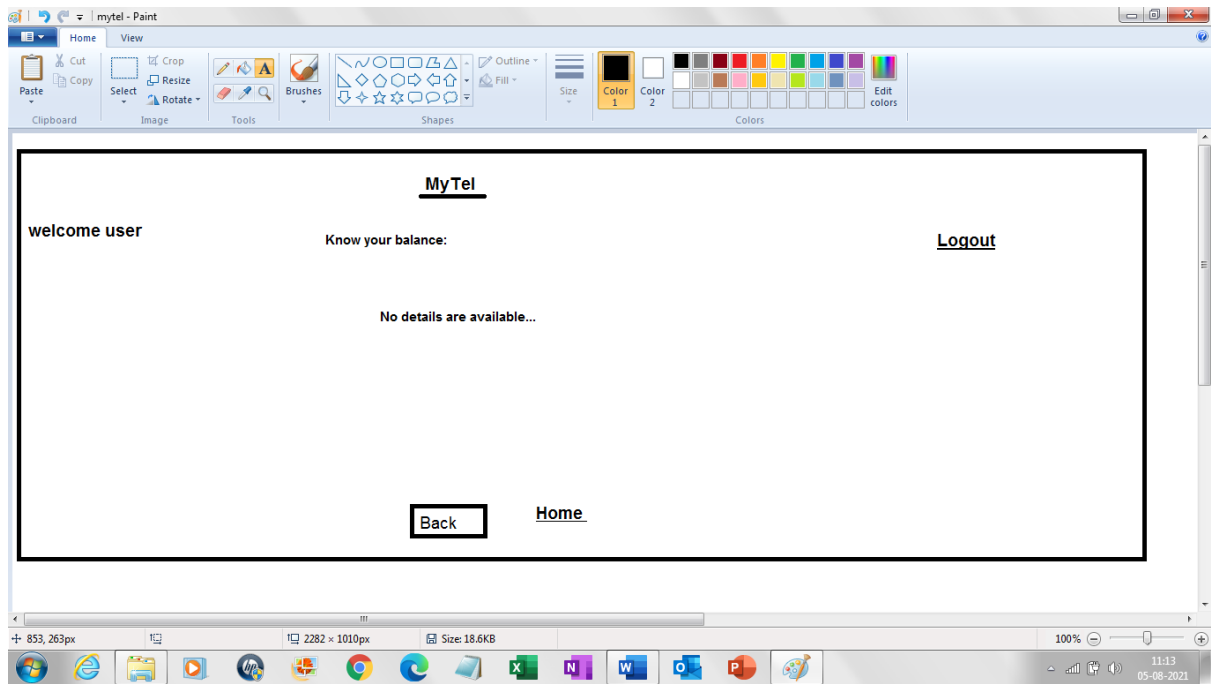 mytel - Paint
Home View
Paste
Cut
Copy
Clipboard
Select
Crop
Resize
Rotate
Image
Tools
Brushes
Outline
Fill
Shapes
Size
Color 1
Color 2
Edit colors
Colors
MyTel
welcome user
Know your balance:
Logout
No details are available...
Back
Home
853, 263px
2282 × 1010px
Size: 18.6KB
100%
11:13
05-08-2021